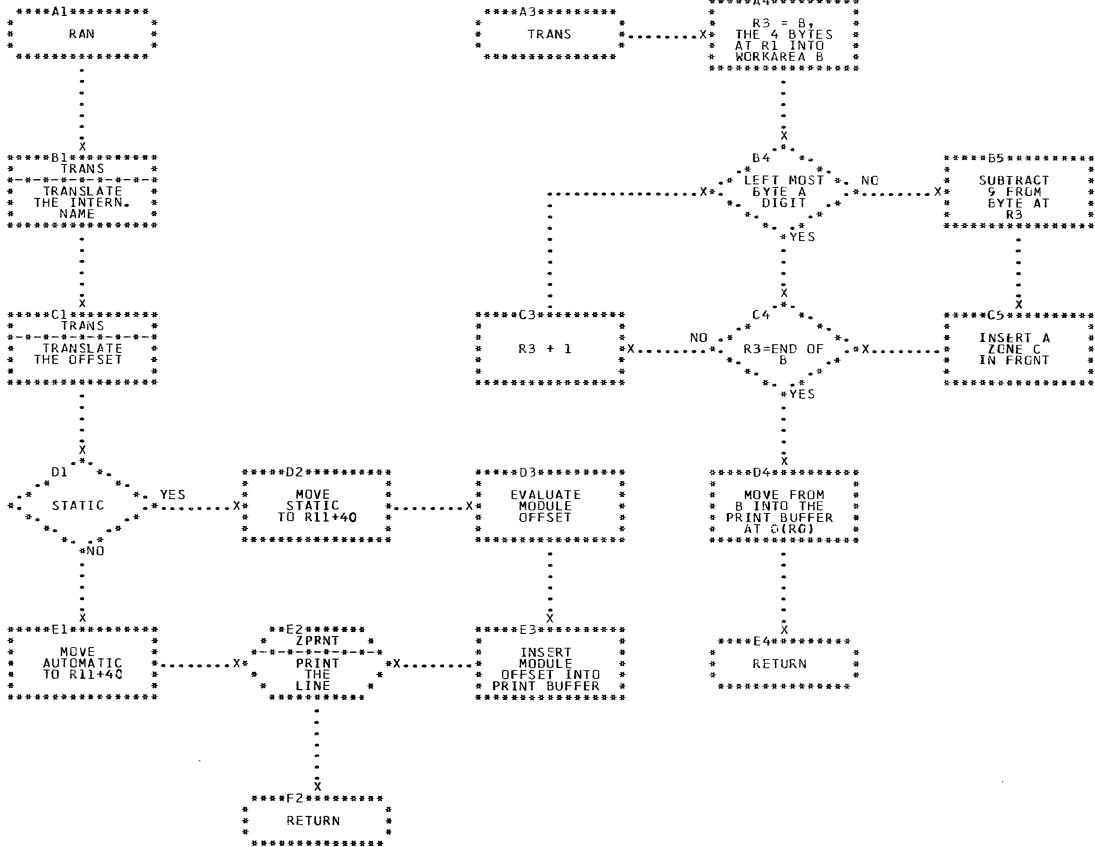 A1
RAN
B1
TRANS
TRANSLATE
THE INTERN.
NAME
C1
TRANS
TRANSLATE
THE OFFSET
D1
STATIC
YES
NO
D2
MOVE
STATIC
TO R11+40
D3
EVALUATE
MODULE
OFFSET
E1
MOVE
AUTOMATIC
TO R11+40
E2
ZPRNT
PRINT
THE
LINE
E3
INSERT
MODULE
OFFSET INTO
PRINT BUFFER
F2
RETURN
A3
TRANS
A4
R3 = B,
THE 4 BYTES
AT R1 INTO
WORKAREA B
B4
LEFT MOST
BYTE A
DIGIT
NO
YES
B5
SUBTRACT
9 FROM
BYTE AT
R3
C3
R3 + 1
C4
R3=END OF
B
NO
YES
C5
INSERT A
ZONE C
IN FRONT
D4
MOVE FROM
B INTO THE
PRINT BUFFER
AT 0(R0)
E4
RETURN